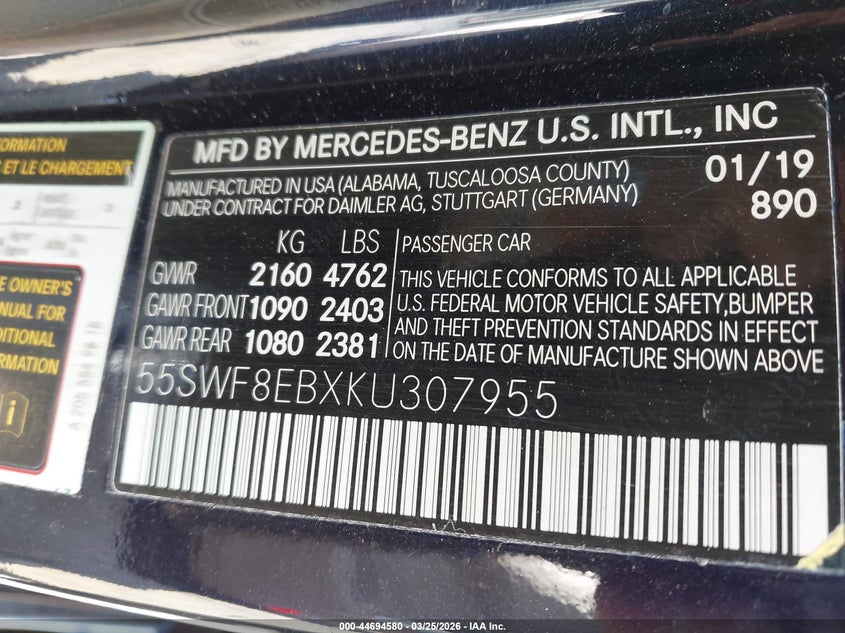 ORMATION
S ET LE CHARGEMENT
E OWNER'S
ANUAL FOR
DITIONAL
ORMATION
MFD BY MERCEDES-BENZ U.S. INTL., INC
MANUFACTURED IN USA (ALABAMA, TUSCALOOSA COUNTY) 01/19
UNDER CONTRACT FOR DAIMLER AG, STUTTGART (GERMANY) 890
KG LBS PASSENGER CAR
GVWR 2160 4762 THIS VEHICLE CONFORMS TO ALL APPLICABLE
GAWR FRONT 1090 2403 U.S. FEDERAL MOTOR VEHICLE SAFETY, BUMPER
GAWR REAR 1080 2381 AND THEFT PREVENTION STANDARDS IN EFFECT
ON THE DATE OF MANUFACTURE SHOWN ABOVE
55SWF8EBXKU307955
000-44694580 - 03/25/2026 - IAA Inc.